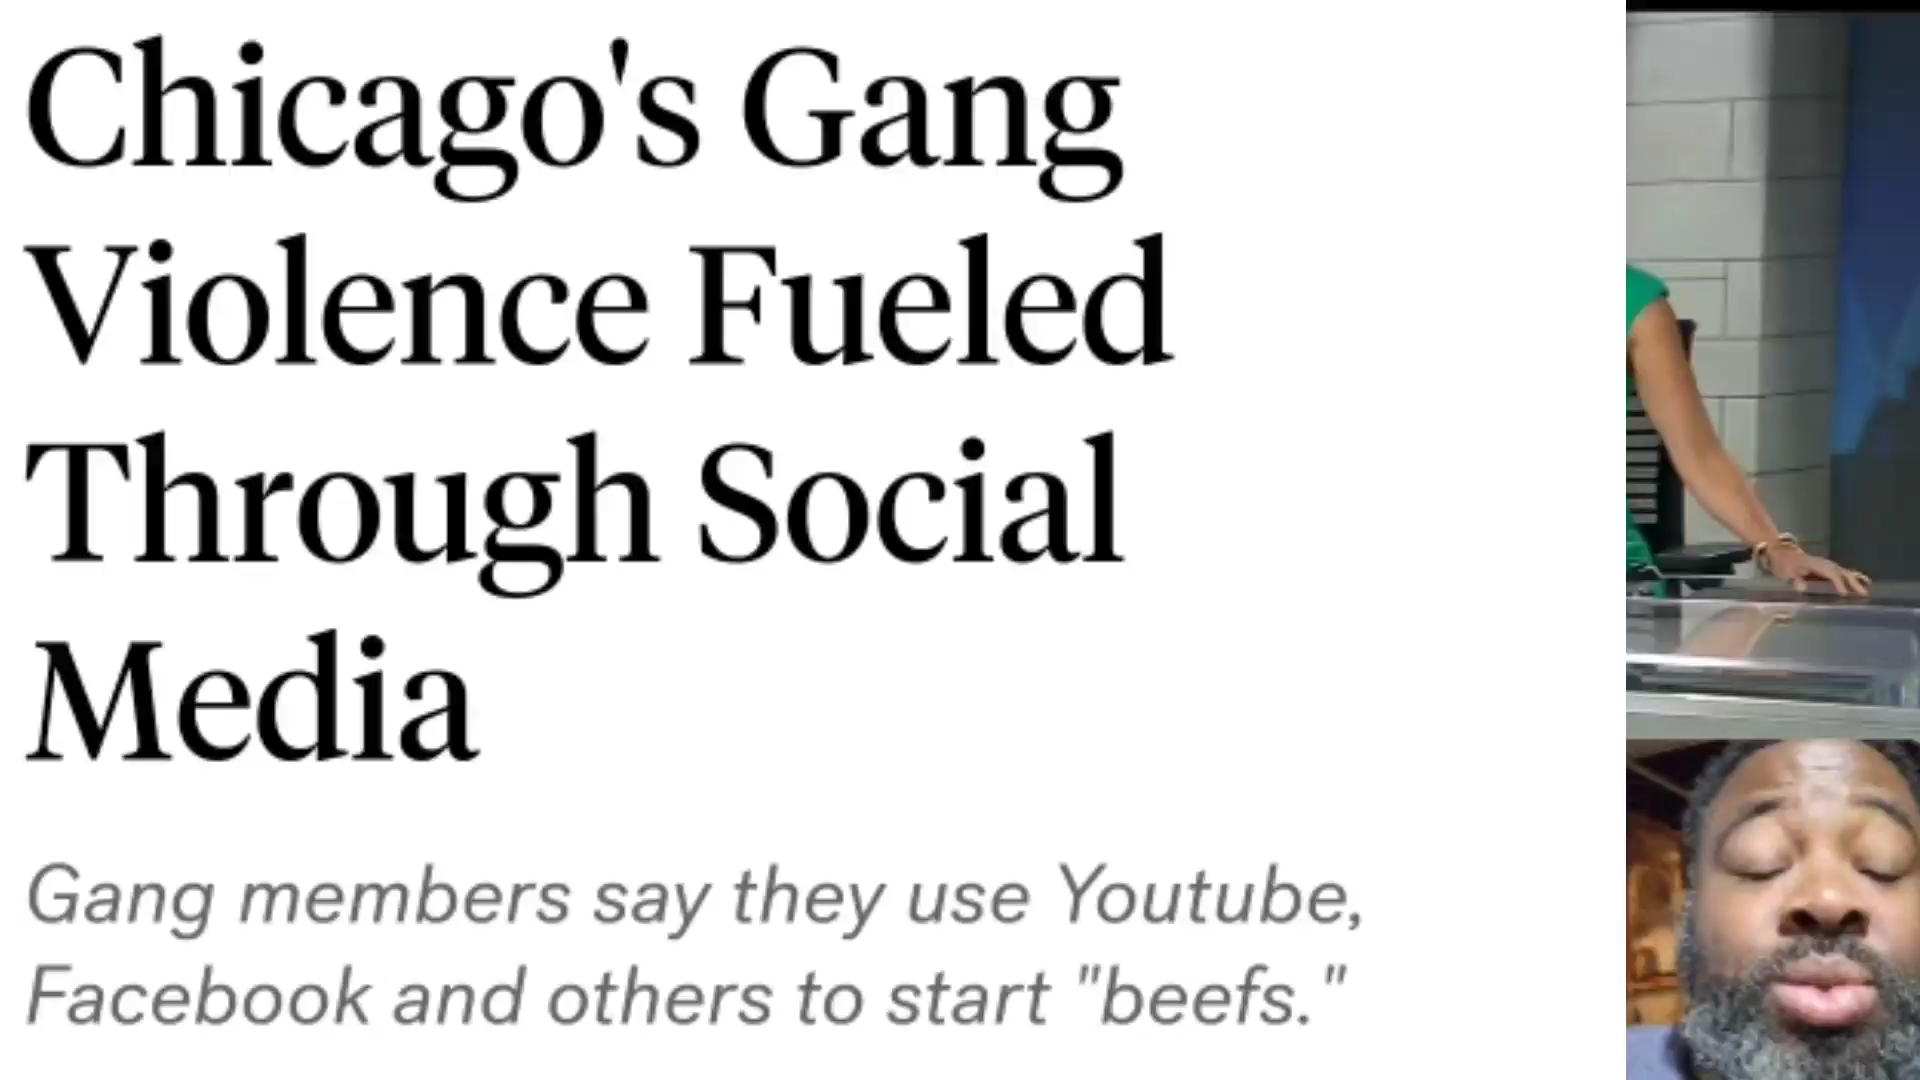 Chicago's Gang
Violence Fueled
Through Social
Media
Gang members say they use Youtube,
Facebook and others to start "beefs."